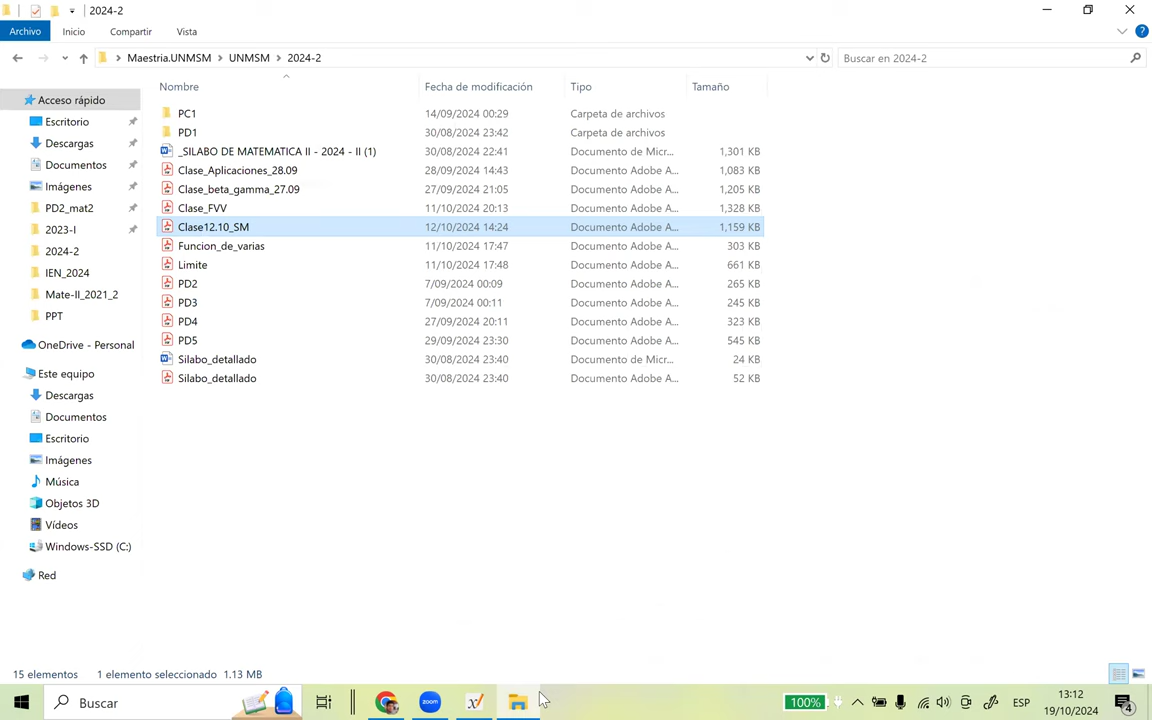 2024-2
Archivo Inicio Compartir Vista
Maestria.UNMSM UNMSM 2024-2 Buscar en 2024-2
Nombre Fecha de modificación Tipo Tamaño
Acceso rápido
Escritorio
Descargas
Documentos
Imágenes
PD2_mat2
2023-I
2024-2
IEN_2024
Mate-II_2021_2
PPT
OneDrive - Personal
Este equipo
Descargas
Documentos
Escritorio
Imágenes
Música
Objetos 3D
Vídeos
Windows-SSD (C:)
Red
PC1 14/09/2024 00:29 Carpeta de archivos
PD1 30/08/2024 23:42 Carpeta de archivos
_SILABO DE MATEMATICA II - 2024 - II (1) 30/08/2024 22:41 Documento de Micr... 1,301 KB
Clase_Aplicaciones_28.09 28/09/2024 14:43 Documento Adobe A... 1,083 KB
Clase_beta_gamma_27.09 27/09/2024 21:05 Documento Adobe A... 1,205 KB
Clase_FVV 11/10/2024 20:13 Documento Adobe A... 1,328 KB
Clase12.10_SM 12/10/2024 14:24 Documento Adobe A... 1,159 KB
Funcion_de_varias 11/10/2024 17:47 Documento Adobe A... 303 KB
Limite 11/10/2024 17:48 Documento Adobe A... 661 KB
PD2 7/09/2024 00:09 Documento Adobe A... 265 KB
PD3 7/09/2024 00:11 Documento Adobe A... 245 KB
PD4 27/09/2024 20:11 Documento Adobe A... 323 KB
PD5 29/09/2024 23:30 Documento Adobe A... 545 KB
Silabo_detallado 30/08/2024 23:40 Documento de Micr... 24 KB
Silabo_detallado 30/08/2024 23:40 Documento Adobe A... 52 KB
15 elementos 1 elemento seleccionado 1.13 MB
Buscar zoom 100% ESP 13:12
19/10/2024 4